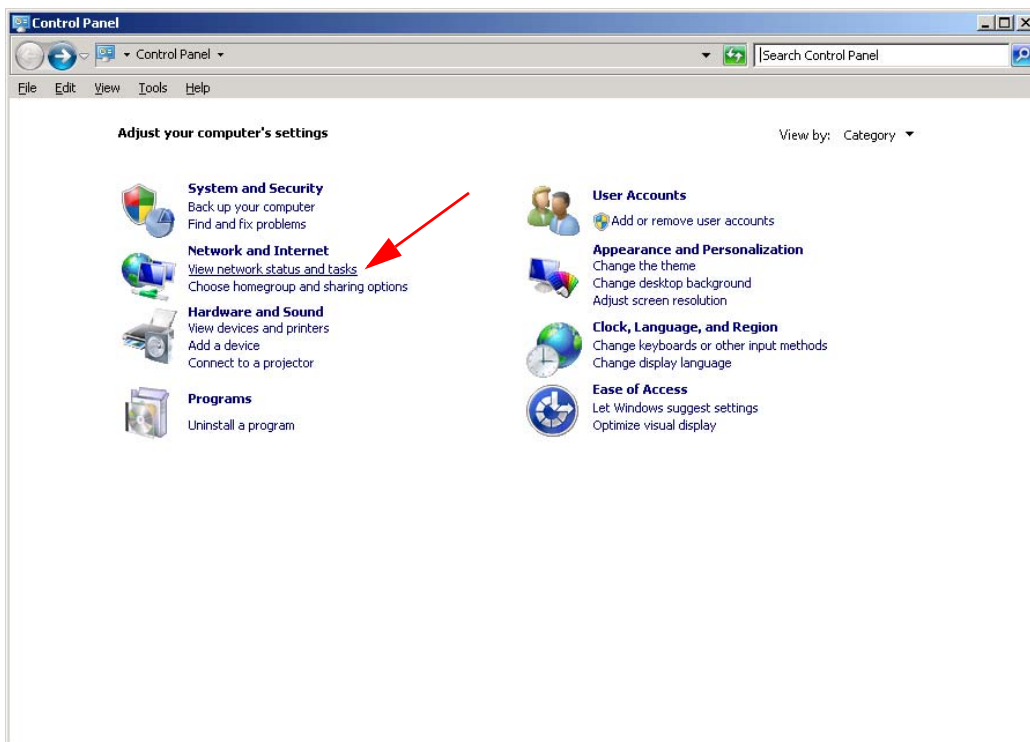 Control Panel
Control Panel
Search Control Panel
File Edit View Tools Help
Adjust your computer's settings
View by: Category
System and Security
Back up your computer
Find and fix problems
Network and Internet
View network status and tasks
Choose homegroup and sharing options
Hardware and Sound
View devices and printers
Add a device
Connect to a projector
Programs
Uninstall a program
User Accounts
Add or remove user accounts
Appearance and Personalization
Change the theme
Change desktop background
Adjust screen resolution
Clock, Language, and Region
Change keyboards or other input methods
Change display language
Ease of Access
Let Windows suggest settings
Optimize visual display